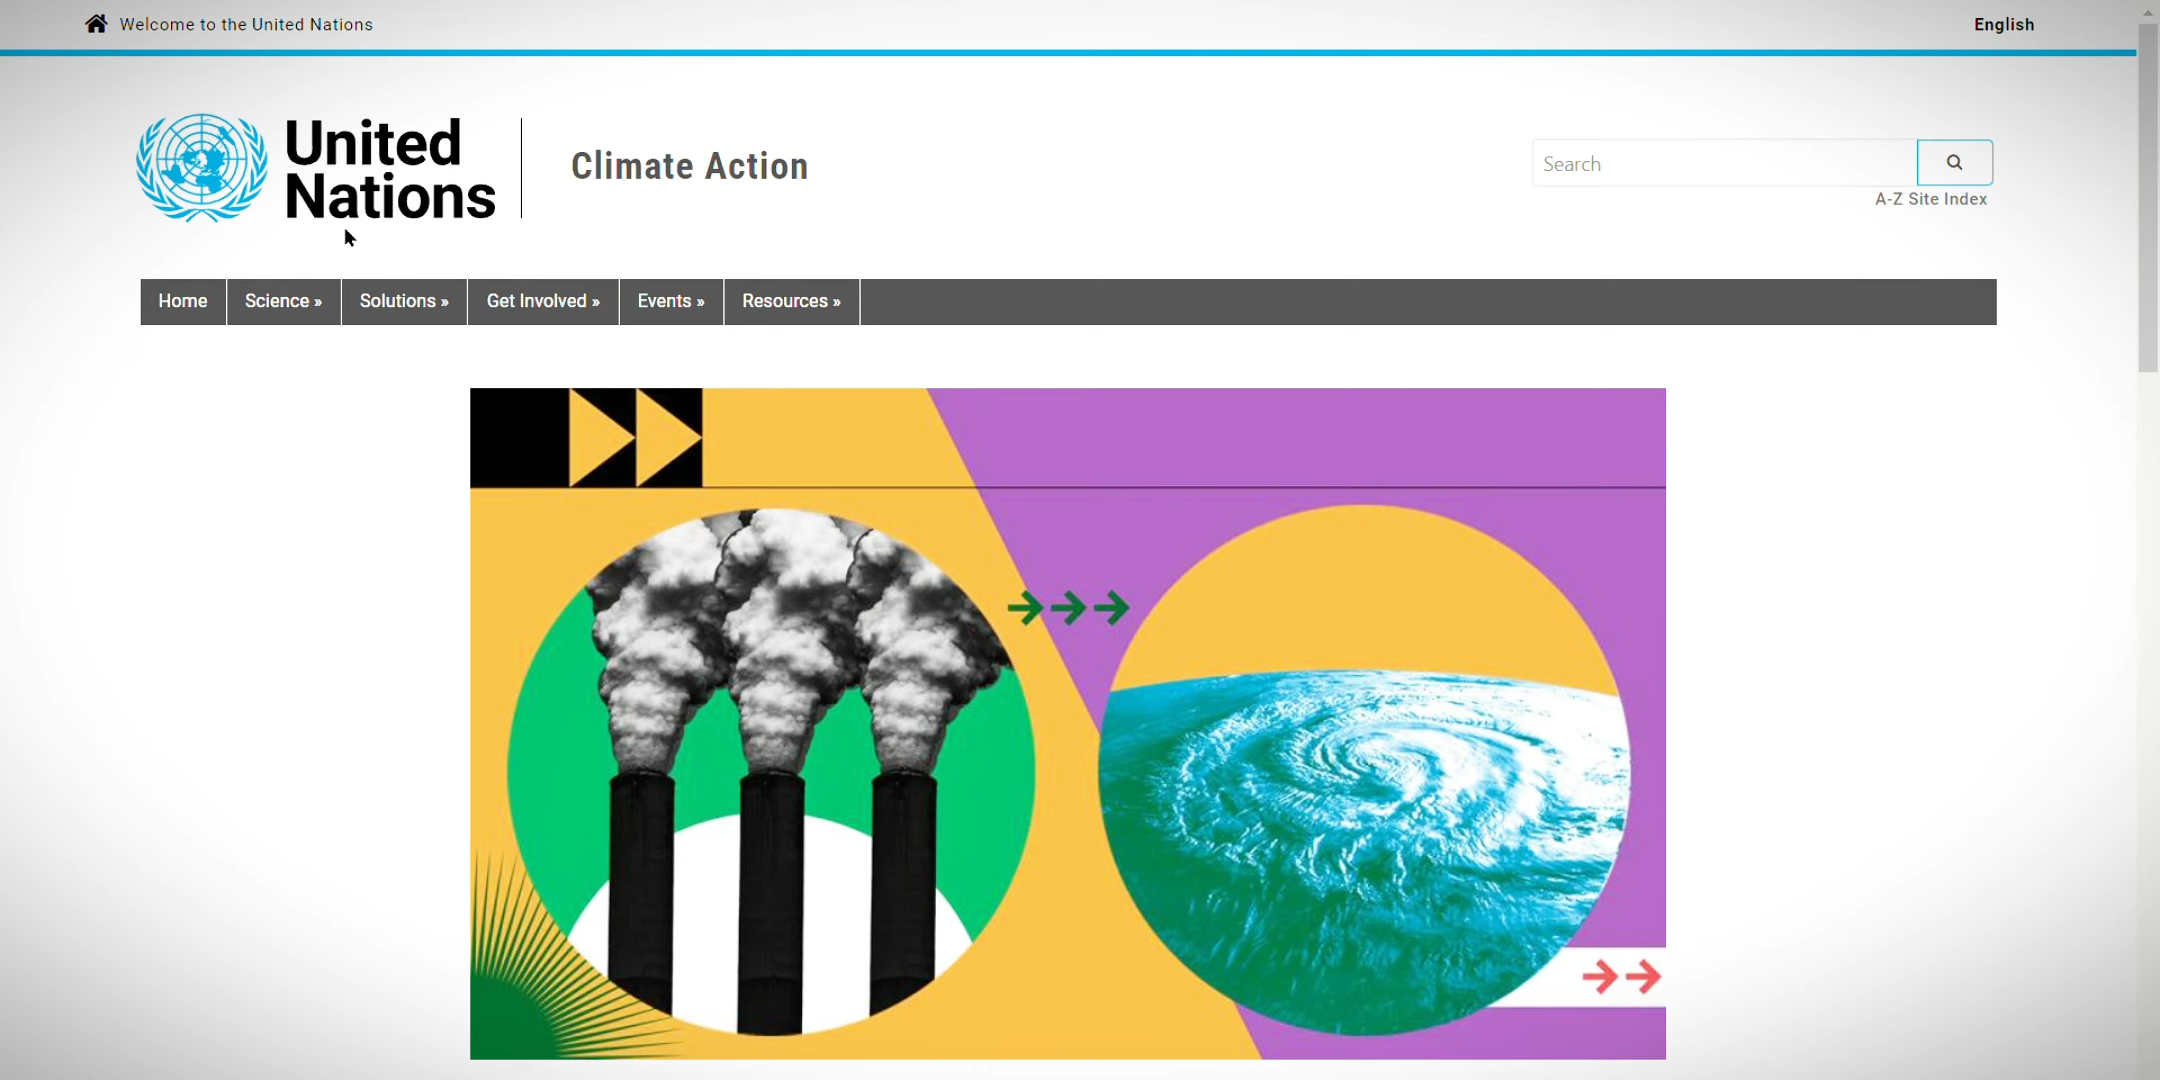 Welcome to the United Nations
English
United
Nations
Climate Action
Search
A-Z Site Index
Home
Science »
Solutions »
Get Involved »
Events »
Resources »